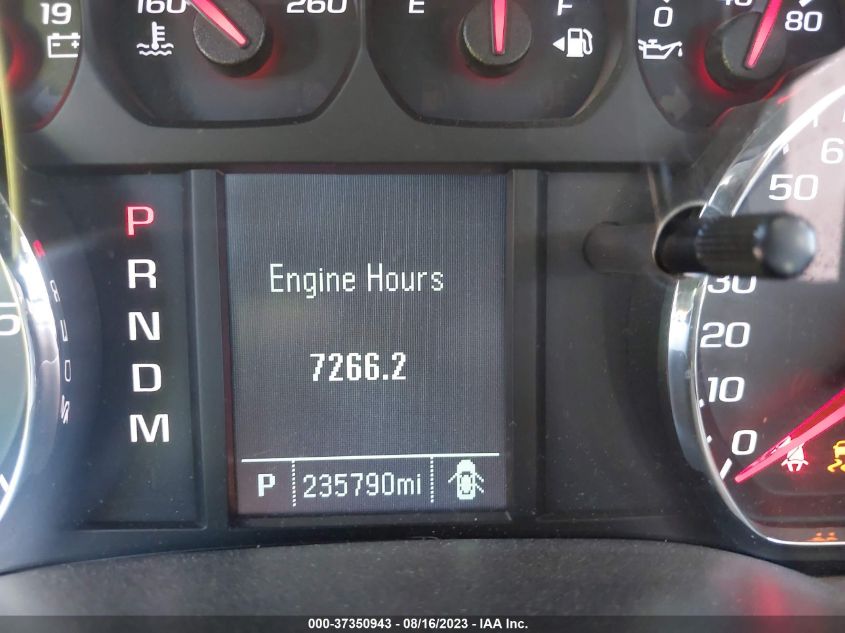 19
160 260
E F
0 40 80
P
R
N
D
M
Engine Hours
7266.2
P 235790mi
50
30
20
10
0
000-37350943 - 08/16/2023 - IAA Inc.